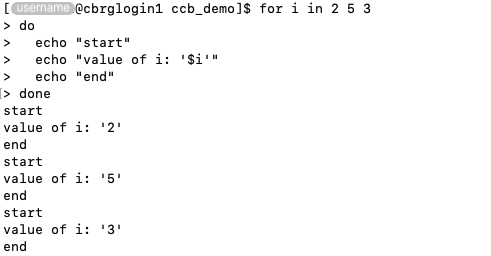 [username@cbrglogin1 ccb_demo]$ for i in 2 5 3
> do
>   echo "start"
>   echo "value of i: '$i'"
>   echo "end"
[> done
start
value of i: '2'
end
start
value of i: '5'
end
start
value of i: '3'
end